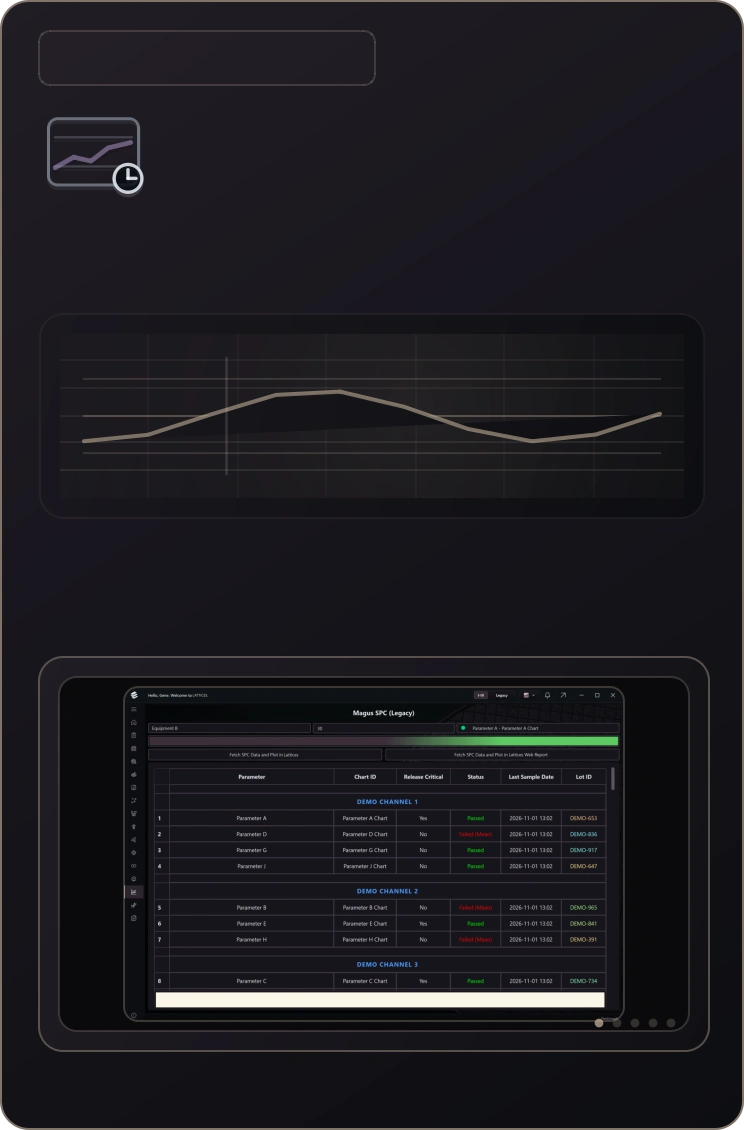 Hello, Gene. Welcome to LATTICES.
Legacy
Magus SPC (Legacy)
Equipment B 30 Parameter A - Parameter A Chart
Fetch SPC Data and Plot in Lattices Fetch SPC Data and Plot in Lattices Web Report
Parameter Chart ID Release Critical Status Last Sample Date Lot ID
DEMO CHANNEL 1
1 Parameter A Parameter A Chart Yes Passed 2026-11-01 13:02 DEMO-653
2 Parameter D Parameter D Chart No Failed (Mean) 2026-11-01 13:02 DEMO-836
3 Parameter G Parameter G Chart No Passed 2026-11-01 13:02 DEMO-917
4 Parameter J Parameter J Chart No Passed 2026-11-01 13:02 DEMO-647
DEMO CHANNEL 2
5 Parameter B Parameter B Chart No Failed (Mean) 2026-11-01 13:02 DEMO-965
6 Parameter E Parameter E Chart Yes Passed 2026-11-01 13:02 DEMO-841
7 Parameter H Parameter H Chart No Failed (Mean) 2026-11-01 13:02 DEMO-391
DEMO CHANNEL 3
8 Parameter C Parameter C Chart Yes Passed 2026-11-01 13:02 DEMO-734